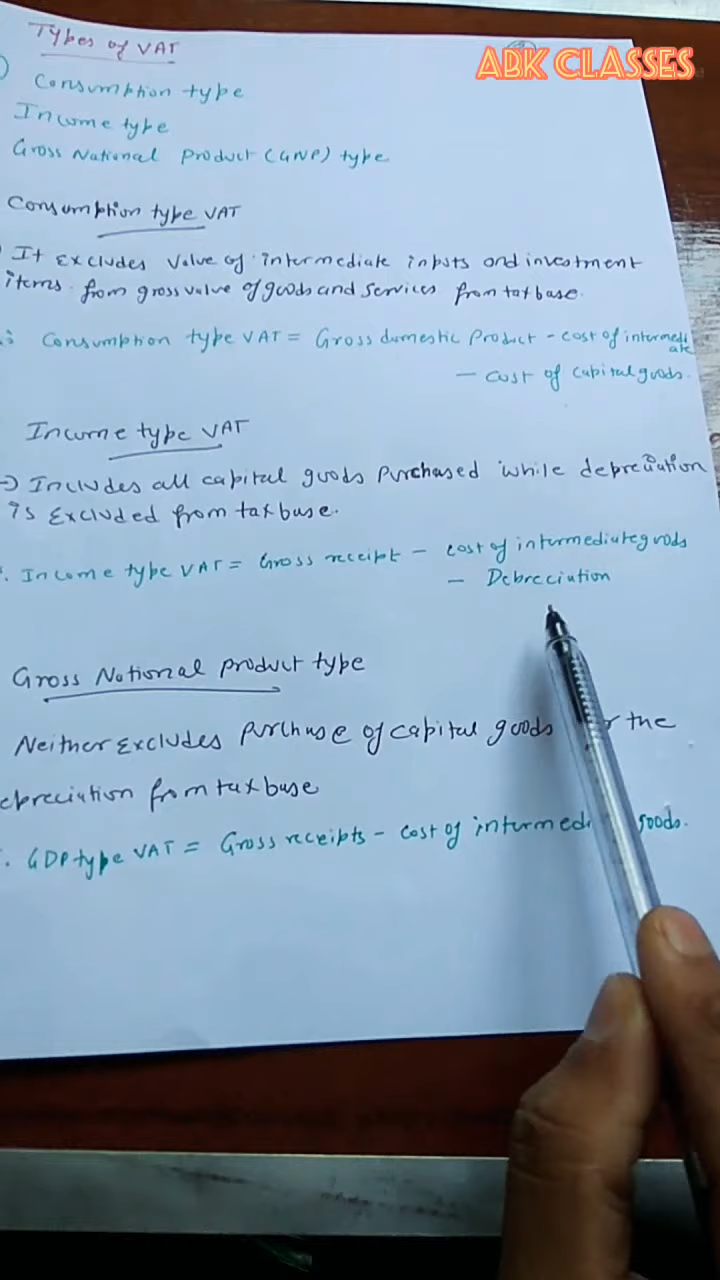 Types of VAT
ABK CLASSES
Consumption type
Income type
Gross National Product (GNP) type
Consumption type VAT
It Excludes value of intermediate inputs and investment
items from gross value of goods and services from tax base.
Consumption type VAT = Gross domestic Product - cost of intermedi
ate
- cost of capital goods.
Income type VAT
Includes all capital goods purchased while depreciation
is excluded from tax base.
Income type VAT = Gross receipt - cost of intermediate goods
- Depreciation
Gross National product type
Neither Excludes purchase of capital goods the
epreciation from tax base
GDP type VAT = Gross receipts - cost of intermedi goods.